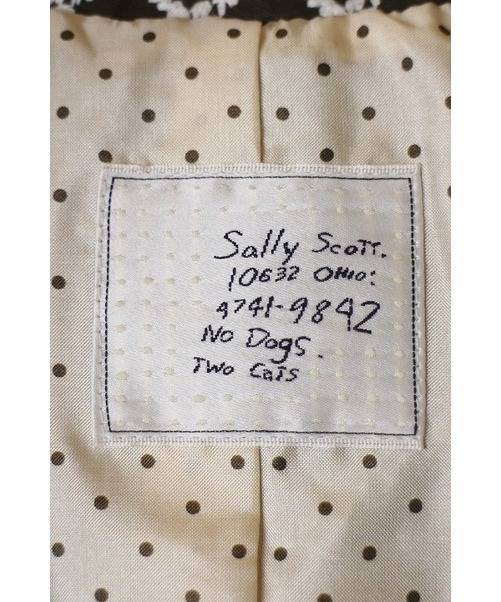 Sally Scott.
10632 OHIO:
4741-9842
No Dogs.
Two Cats